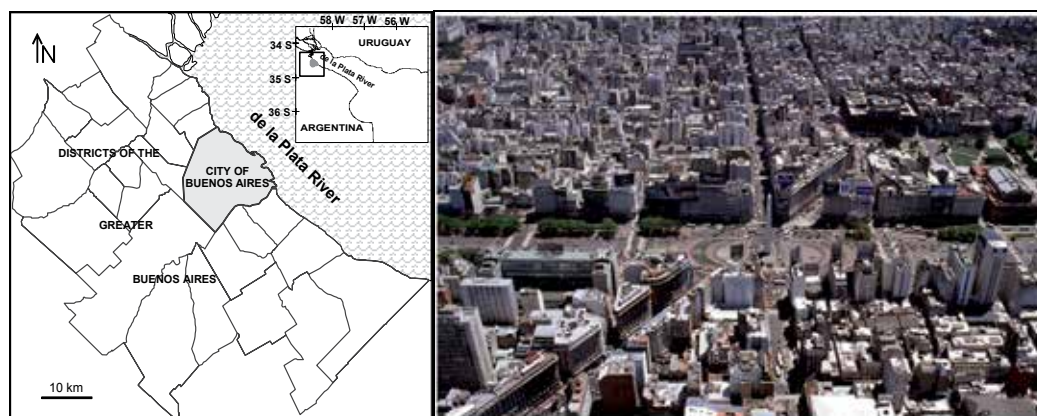 N
58 W 57 W 56 W
34 S
35 S
36 S
URUGUAY
de la Plata River
ARGENTINA
de la Plata River
DISTRICTS OF THE
CITY OF
BUENOS AIRES
GREATER
BUENOS AIRES
10 km